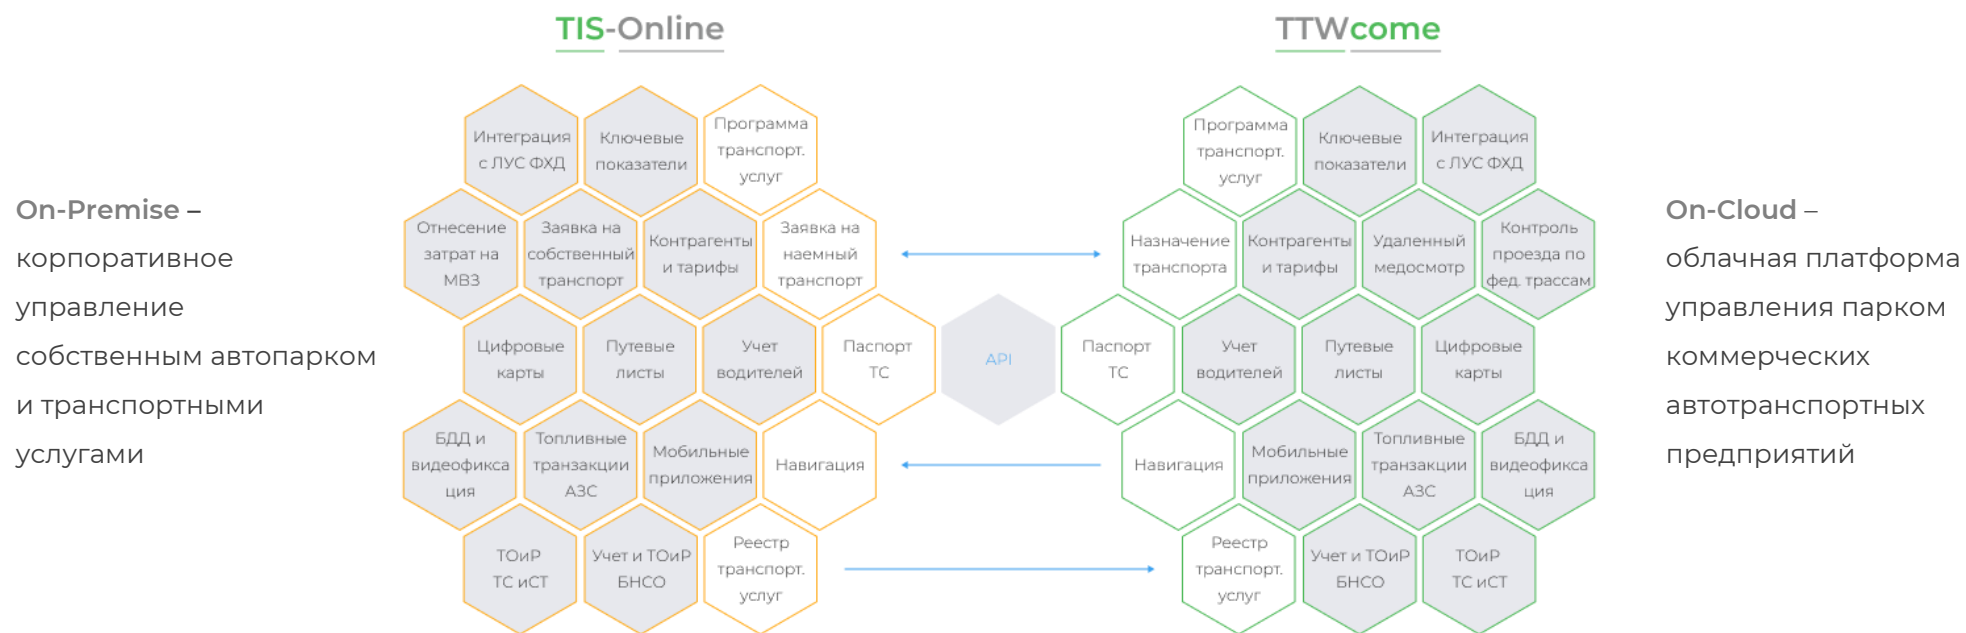 TIS-Online
TTWcome
On-Premise –
корпоративное
управление
собственным автопарком
и транспортными
услугами
Интеграция
с ЛУС ФХД
Ключевые
показатели
Программа
транспорт.
услуг
Отнесение
затрат на
МВЗ
Заявка на
собственный
транспорт
Контрагенты
и тарифы
Заявка на
наемный
транспорт
Цифровые
карты
Путевые
листы
Учет
водителей
Паспорт
ТС
БДД и
видеофикса
ция
Топливные
транзакции
АЗС
Мобильные
приложения
Навигация
ТОиР
ТС иСТ
Учет и ТОиР
БНСО
Реестр
транспорт.
услуг
API
Программа
транспорт.
услуг
Ключевые
показатели
Интеграция
с ЛУС ФХД
Назначение
транспорта
Контрагенты
и тарифы
Удаленный
медосмотр
Контроль
проезда по
фед. трассам
Паспорт
ТС
Учет
водителей
Путевые
листы
Цифровые
карты
Навигация
Мобильные
приложения
Топливные
транзакции
АЗС
БДД и
видеофикса
ция
Реестр
транспорт.
услуг
Учет и ТОиР
БНСО
ТОиР
ТС иСТ
On-Cloud –
облачная платформа
управления парком
коммерческих
автотранспортных
предприятий